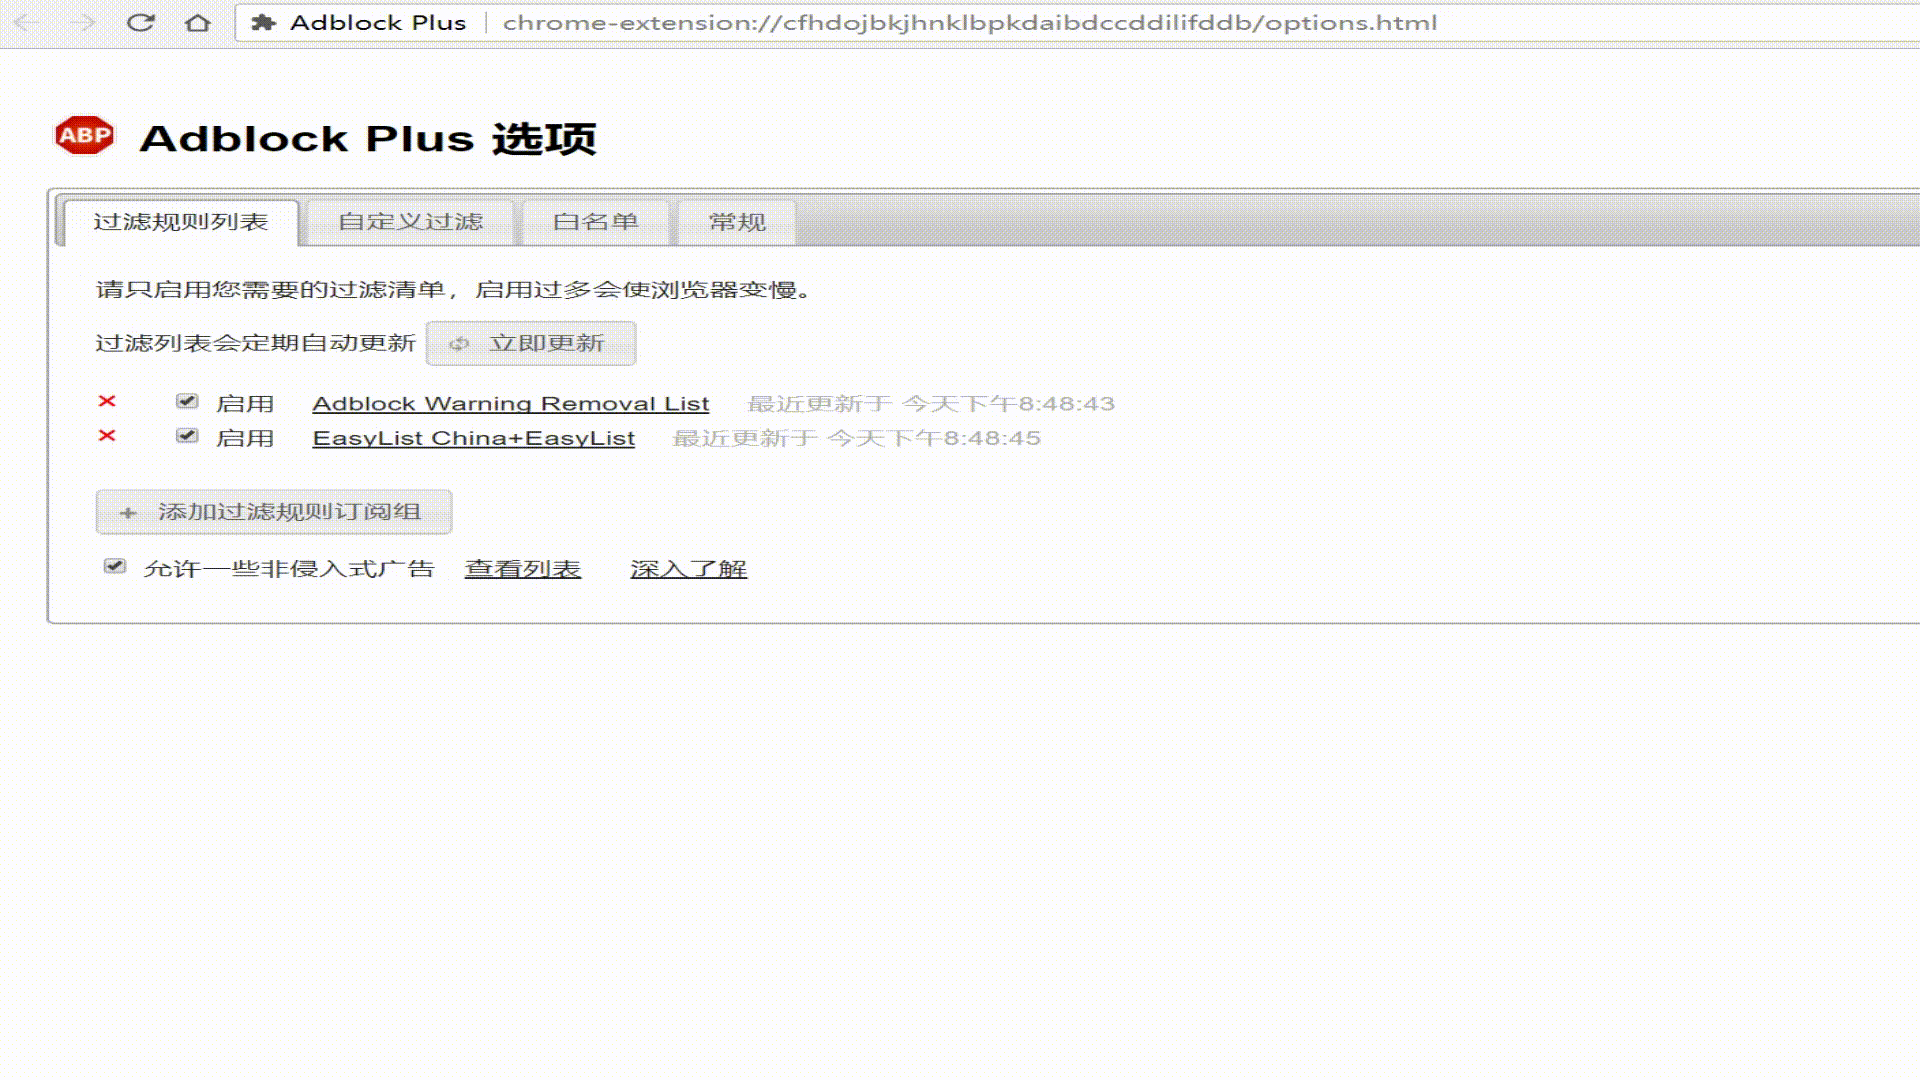 Adblock Plus chrome-extension://cfhdojbkjhnklbpkdaibdccddilifddb/options.html
ABP Adblock Plus 选项
过滤规则列表 自定义过滤 白名单 常规
请只启用您需要的过滤清单，启用过多会使浏览器变慢。
过滤列表会定期自动更新 立即更新
启用 Adblock Warning Removal List 最近更新于 今天下午8:48:43
启用 EasyList China+EasyList 最近更新于 今天下午8:48:45
+ 添加过滤规则订阅组
允许一些非侵入式广告 查看列表 深入了解